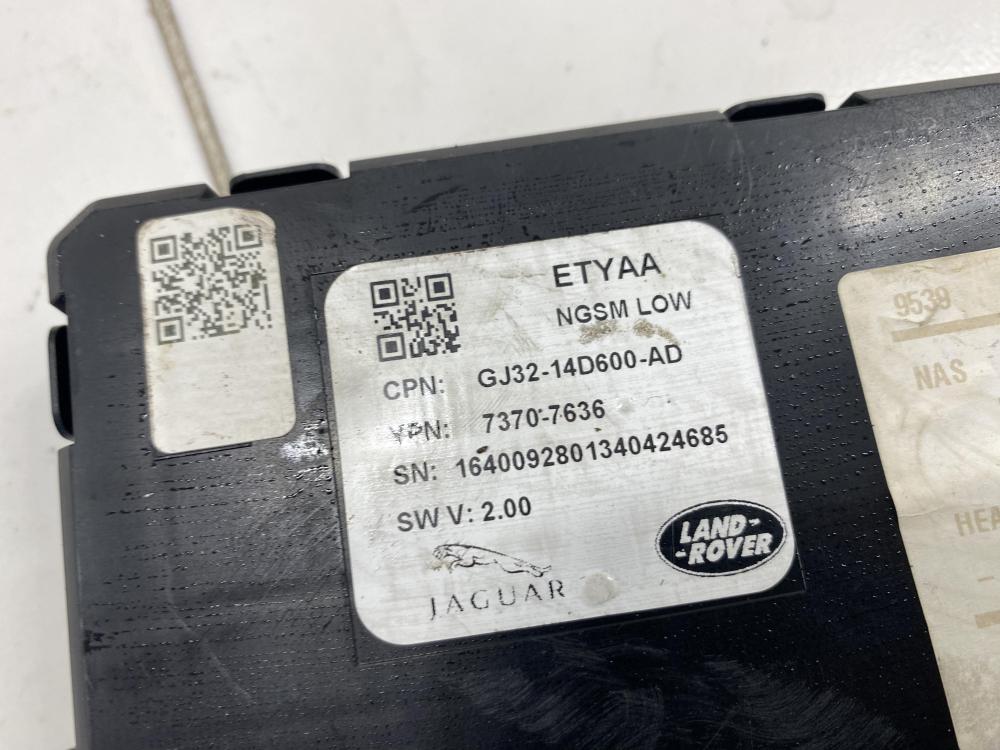 ETYAA
NGSM LOW
CPN: GJ32-14D600-AD
YPN: 7370-7636
SN: 1640092801340424685
SW V: 2.00
JAGUAR
LAND-
-ROVER
9539
NAS